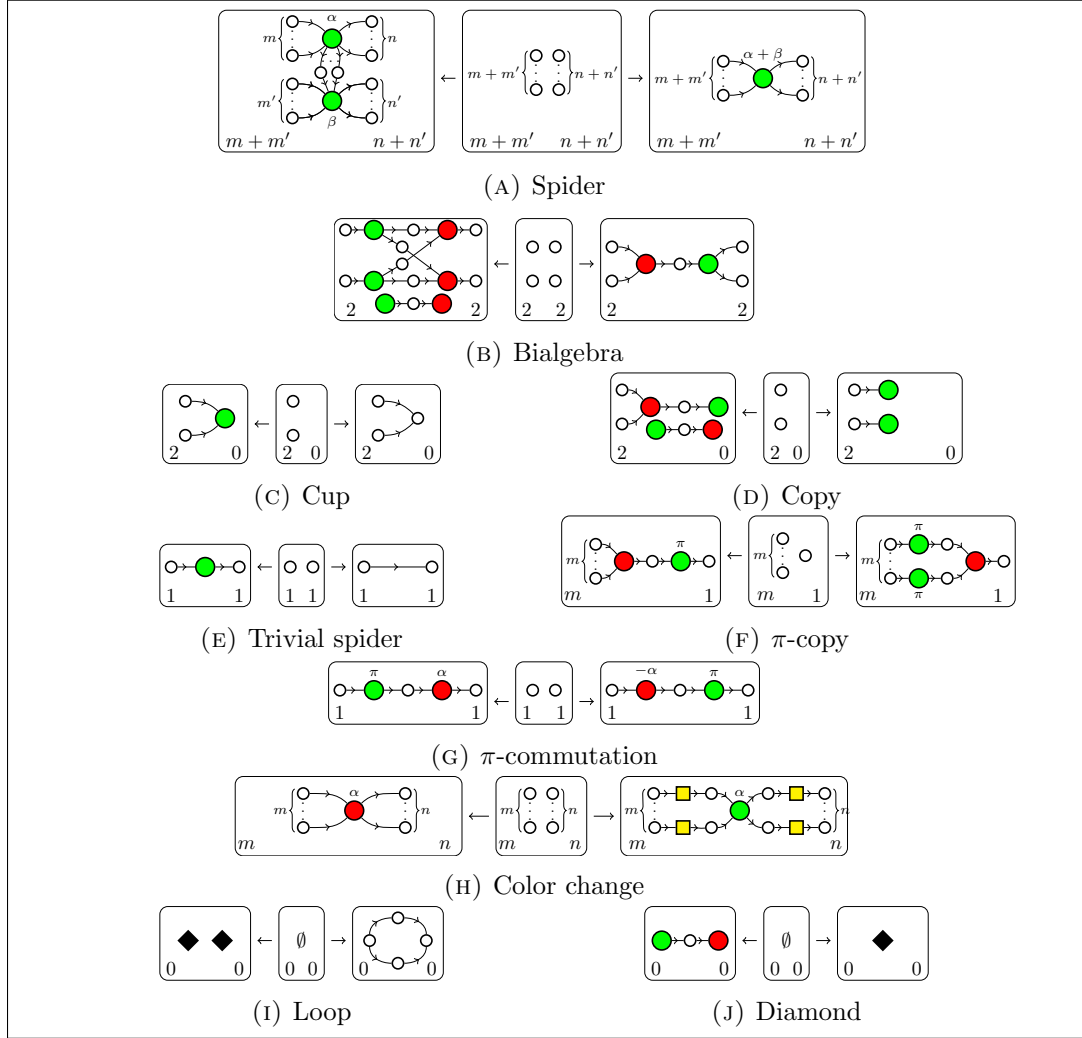 α
m n
m + m′ n + n′
α + β
m + m′ n + n′
m′ n′
β
m + m′ n + n′ m + m′ n + n′ m + m′ n + n′
(A) Spider
2 2 2 2 2 2
(B) Bialgebra
2 0 2 0 2 0
(C) Cup
2 0 2 0 2 0
(D) Copy
1 1 1 1 1 1
(E) Trivial spider
π π
m m m
π
m 1 m 1 m 1
(F) π-copy
π α −α π
1 1 1 1 1 1
(G) π-commutation
α α
m n m n m n
m n m n m n
(H) Color change
∅
0 0 0 0 0 0
(I) Loop
∅
0 0 0 0 0 0
(J) Diamond